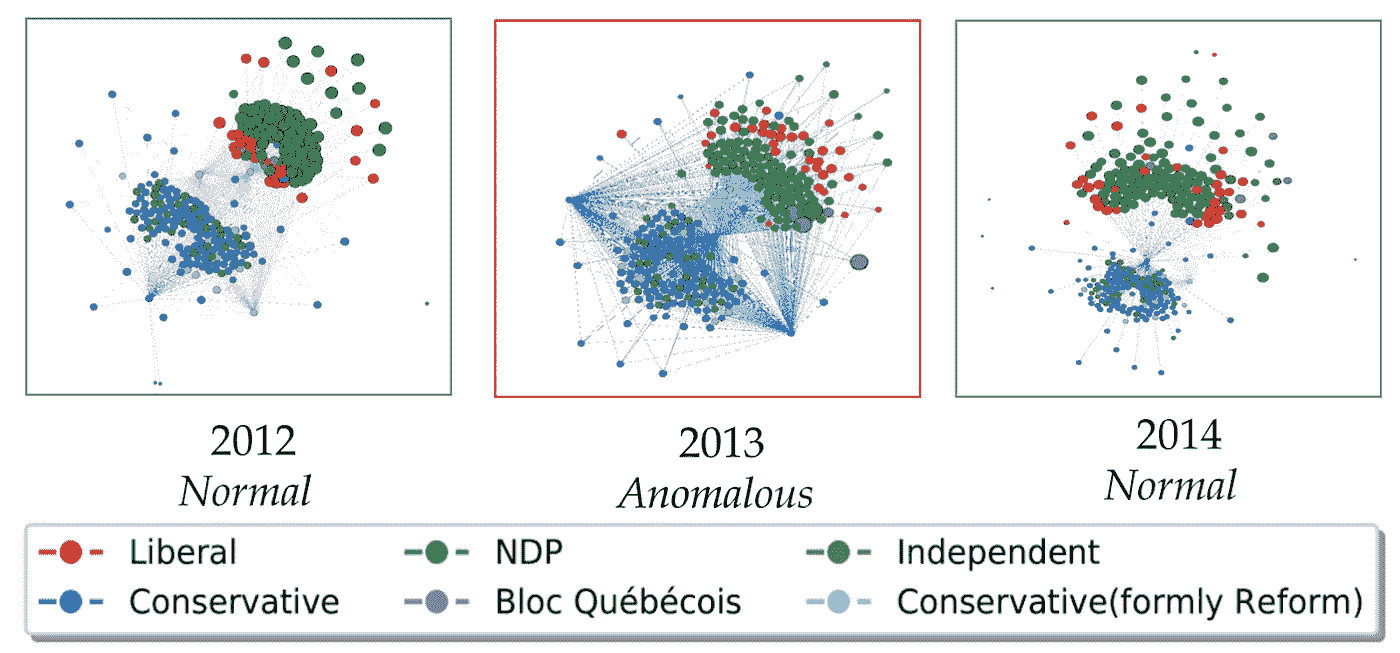 2012
Normal
2013
Anomalous
2014
Normal
Liberal
NDP
Independent
Conservative
Bloc Québécois
Conservative(formly Reform)